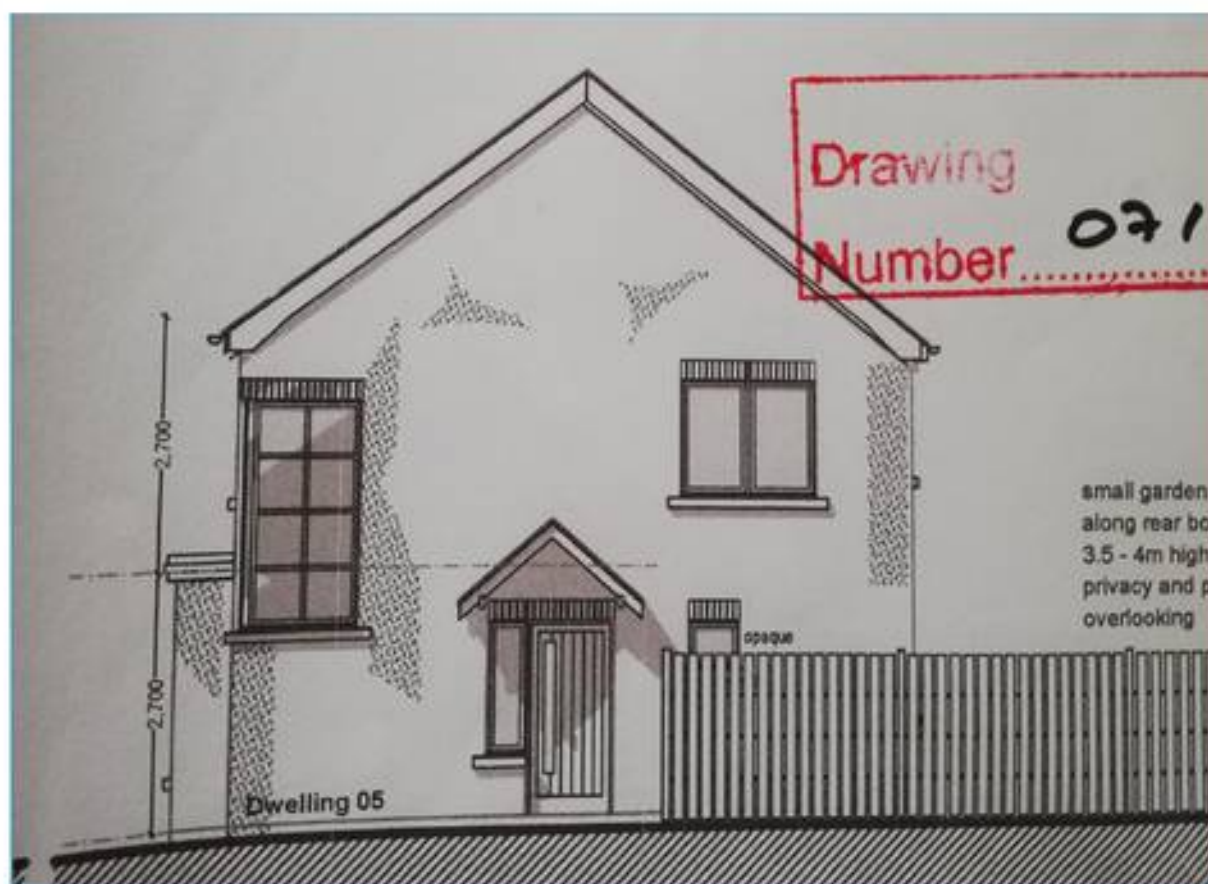 Drawing
Number 071
2,700
small garden
along rear
3.5 - 4m high
privacy and
overlooking
opaque
2,700
Dwelling 05